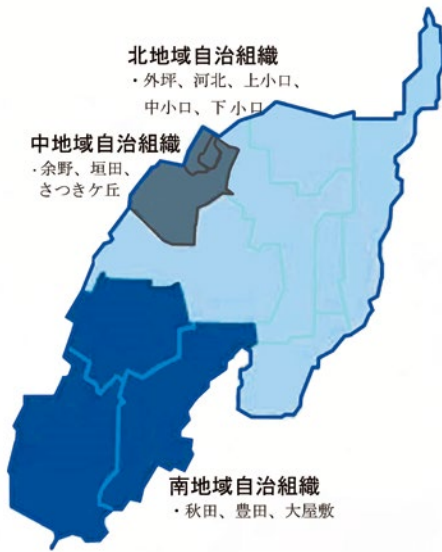 北地域自治組織
・外坪、河北、上小口、
中小口、下小口
中地域自治組織
・余野、垣田、
さつきケ丘
南地域自治組織
・秋田、豊田、大屋敷